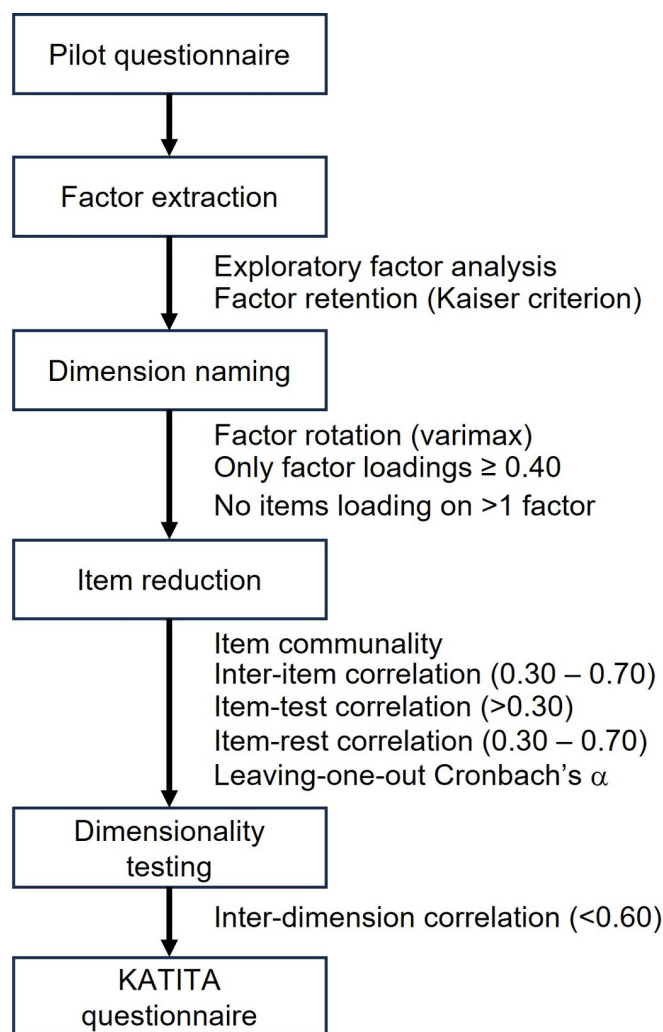 Pilot questionnaire
Factor extraction
Exploratory factor analysis
Factor retention (Kaiser criterion)
Dimension naming
Factor rotation (varimax)
Only factor loadings ≥ 0.40
No items loading on >1 factor
Item reduction
Item communality
Inter-item correlation (0.30 – 0.70)
Item-test correlation (>0.30)
Item-rest correlation (0.30 – 0.70)
Leaving-one-out Cronbach's α
Dimensionality
testing
Inter-dimension correlation (<0.60)
KATITA
questionnaire